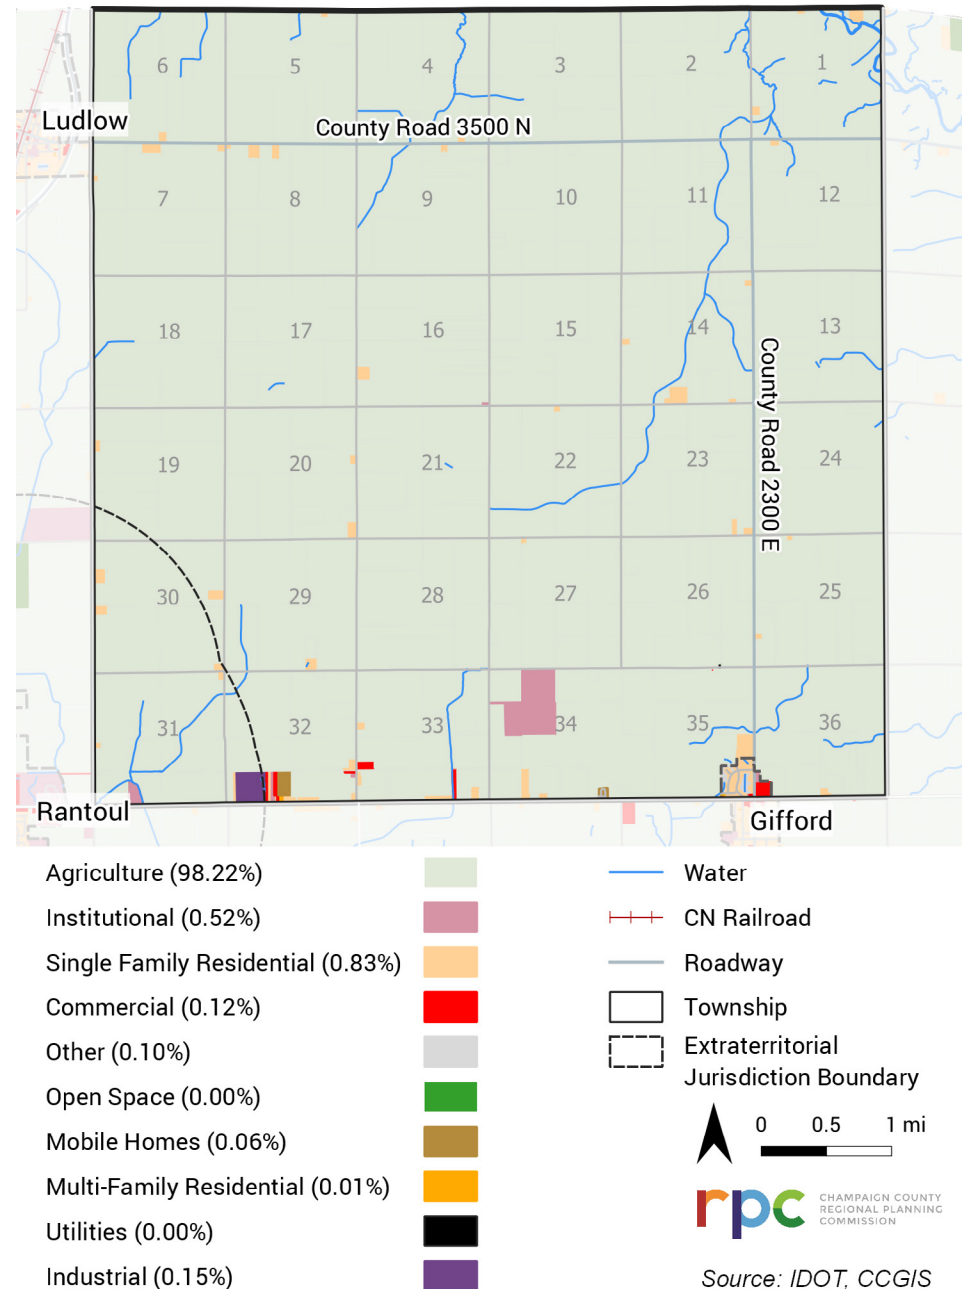 6 5 4 3 2 1
Ludlow
County Road 3500 N
7 8 9 10 11 12
18 17 16 15 14 13
County Road 2300 E
19 20 21 22 23 24
30 29 28 27 26 25
31 32 33 34 35 36
Rantoul
Gifford
Agriculture (98.22%)
Institutional (0.52%)
Single Family Residential (0.83%)
Commercial (0.12%)
Other (0.10%)
Open Space (0.00%)
Mobile Homes (0.06%)
Multi-Family Residential (0.01%)
Utilities (0.00%)
Industrial (0.15%)
Water
CN Railroad
Roadway
Township
Extraterritorial
Jurisdiction Boundary
0 0.5 1 mi
rpc
CHAMPAIGN COUNTY
REGIONAL PLANNING
COMMISSION
Source: IDOT, CCGIS